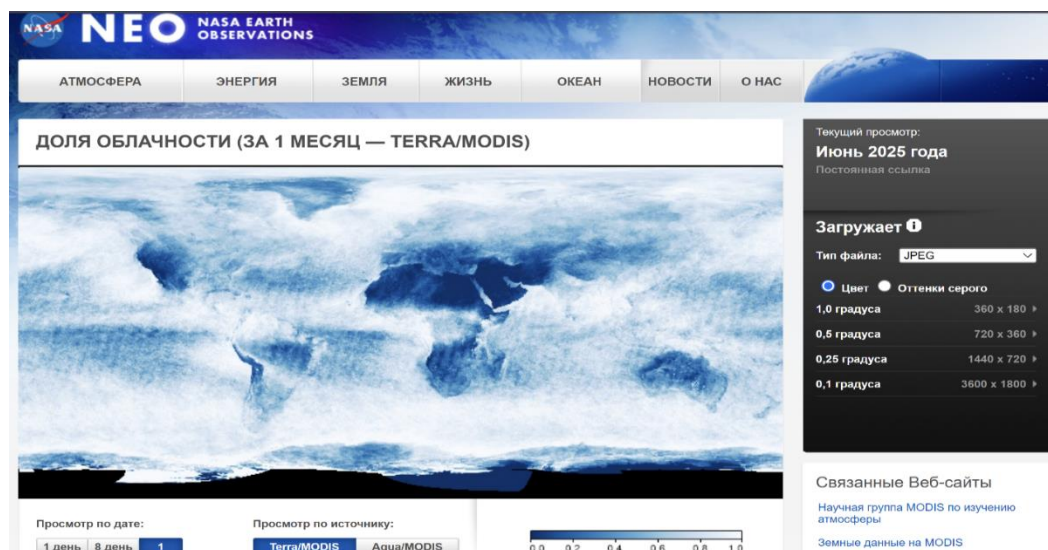 NASA NEO NASA EARTH
OBSERVATIONS
АТМОСФЕРА ЭНЕРГИЯ ЗЕМЛЯ ЖИЗНЬ ОКЕАН НОВОСТИ О НАС
ДОЛЯ ОБЛАЧНОСТИ (ЗА 1 МЕСЯЦ — TERRA/MODIS)
Просмотр по дате:
1 день 8 день 1
Просмотр по источнику:
Terra/MODIS Aqua/MODIS
0.0 0.2 0.4 0.6 0.8 1.0
Текущий просмотр:
Июнь 2025 года
Постоянная ссылка
Загружает i
Тип файла: JPEG
Цвет Оттенки серого
1,0 градуса 360 x 180
0,5 градуса 720 x 360
0,25 градуса 1440 x 720
0,1 градуса 3600 x 1800
Связанные Веб-сайты
Научная группа MODIS по изучению
атмосферы
Земные данные на MODIS